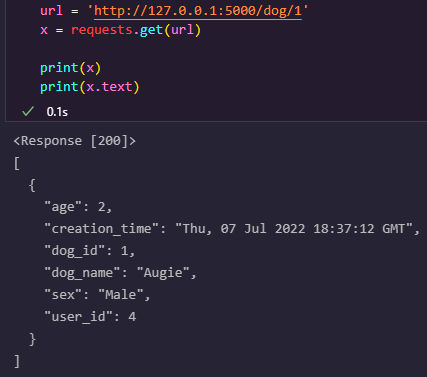 url = 'http://127.0.0.1:5000/dog/1'
x = requests.get(url)
print(x)
print(x.text)
✓ 0.1s
<Response [200]>
[
  {
    "age": 2,
    "creation_time": "Thu, 07 Jul 2022 18:37:12 GMT",
    "dog_id": 1,
    "dog_name": "Augie",
    "sex": "Male",
    "user_id": 4
  }
]